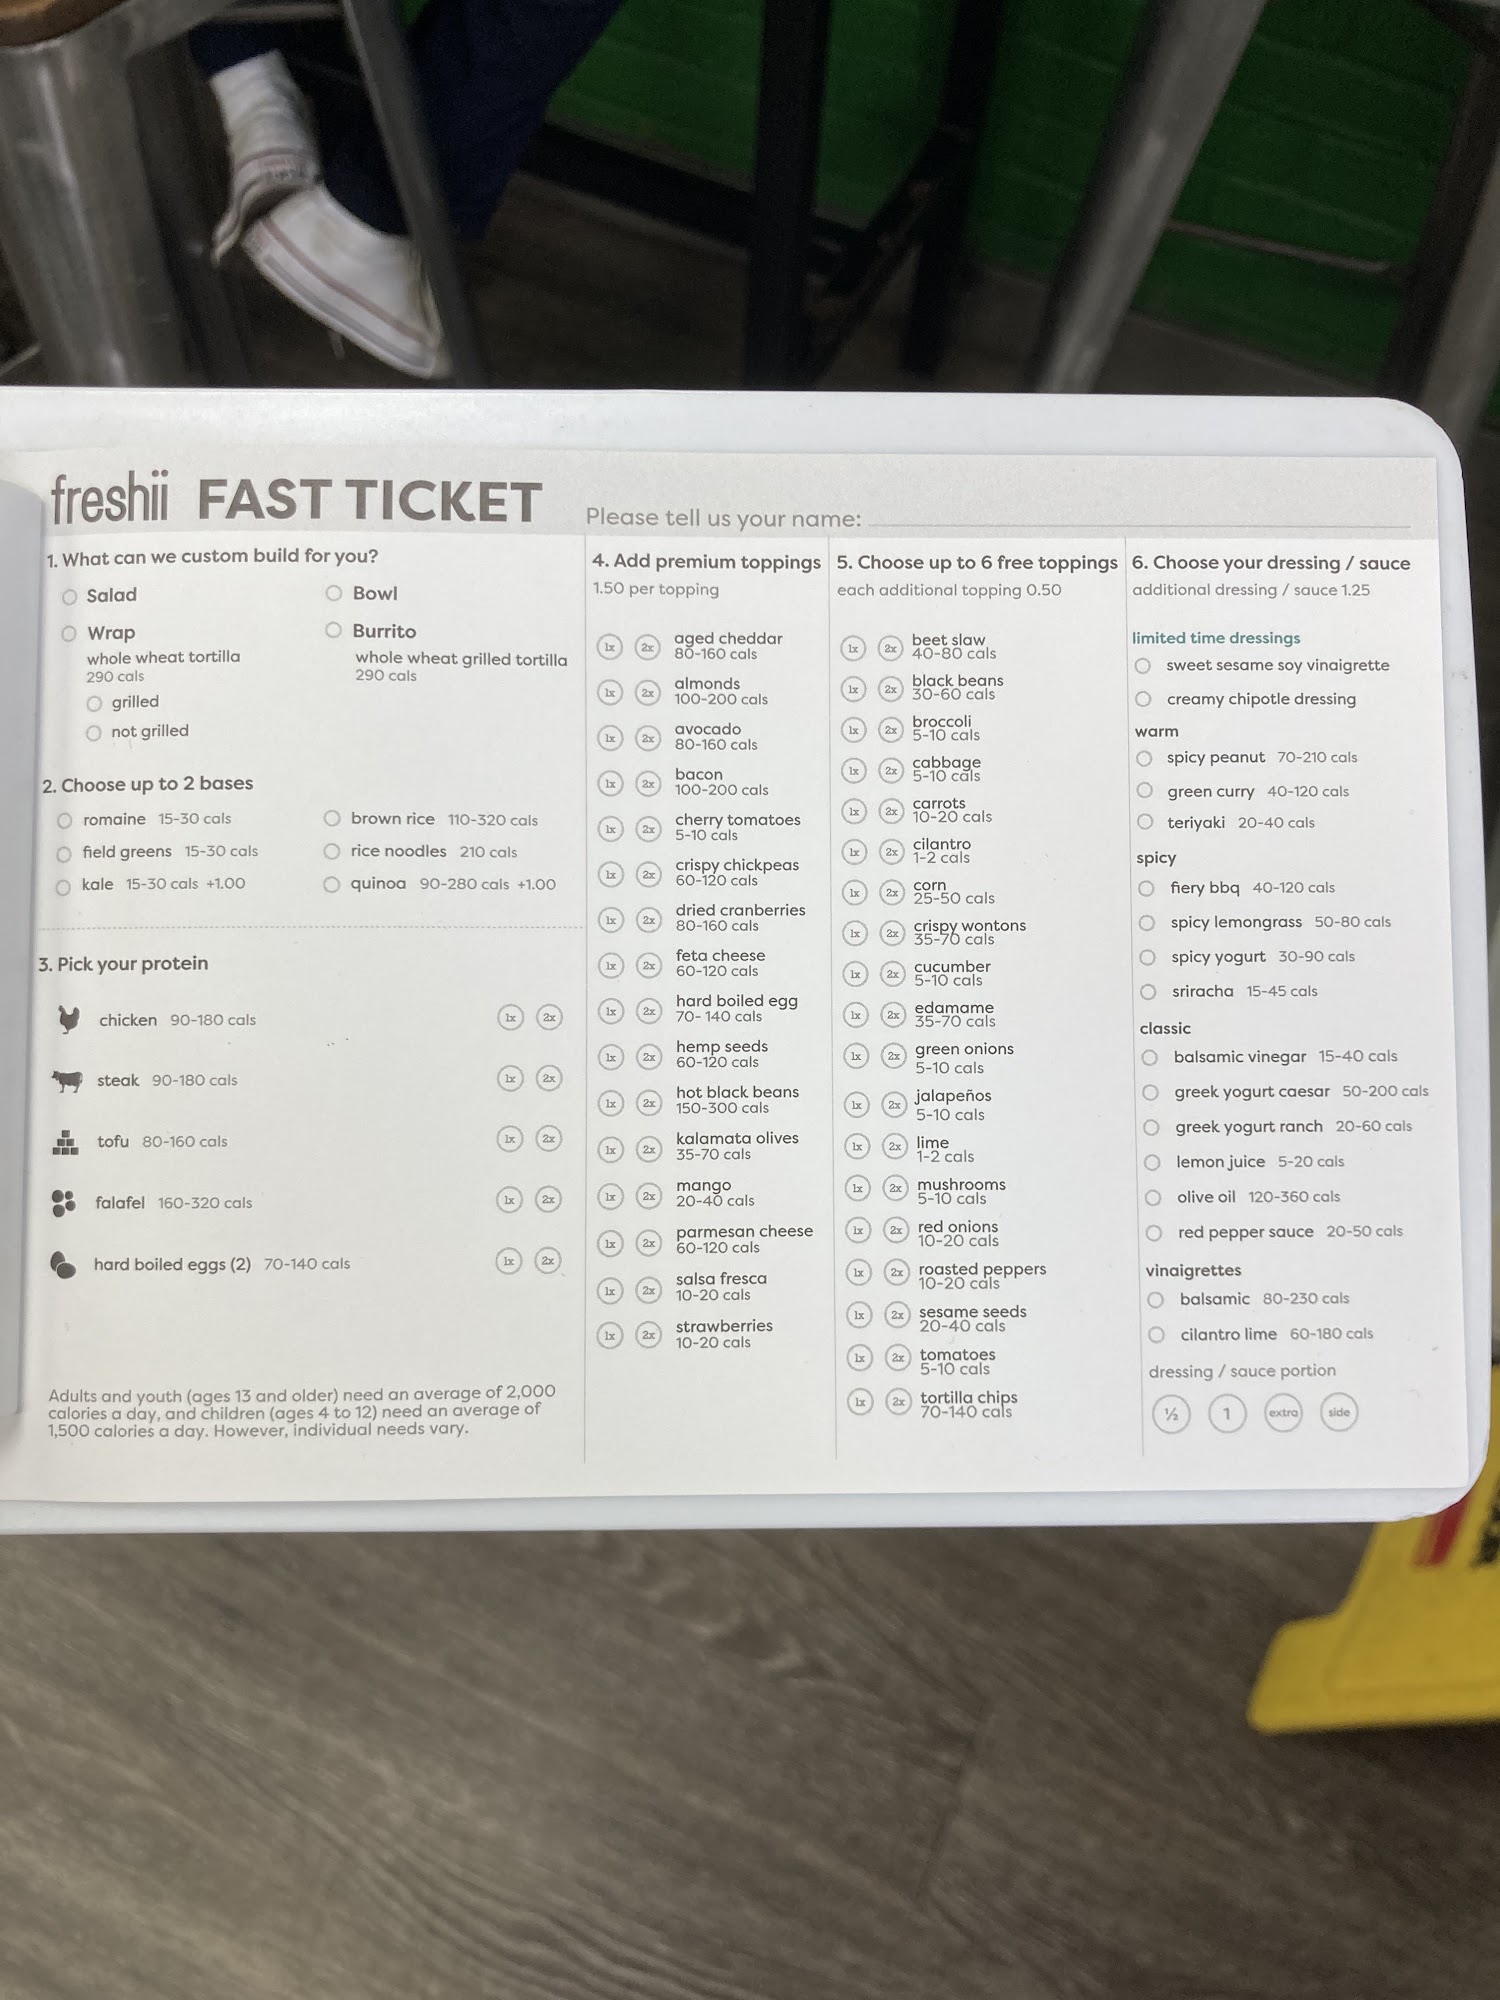 freshii FAST TICKET
Please tell us your name:
1. What can we custom build for you?
Salad
Bowl
Wrap
whole wheat tortilla
290 cals
grilled
not grilled
Burrito
whole wheat grilled tortilla
290 cals
2. Choose up to 2 bases
romaine 15-30 cals
field greens 15-30 cals
kale 15-30 cals +1.00
brown rice 110-320 cals
rice noodles 210 cals
quinoa 90-280 cals +1.00
3. Pick your protein
chicken 90-180 cals 1x 2x
steak 90-180 cals 1x 2x
tofu 80-160 cals 1x 2x
falafel 160-320 cals 1x 2x
hard boiled eggs (2) 70-140 cals 1x 2x
Adults and youth (ages 13 and older) need an average of 2,000
calories a day, and children (ages 4 to 12) need an average of
1,500 calories a day. However, individual needs vary.
4. Add premium toppings
1.50 per topping
1x 2x aged cheddar
80-160 cals
1x 2x almonds
100-200 cals
1x 2x avocado
80-160 cals
1x 2x bacon
100-200 cals
1x 2x cherry tomatoes
5-10 cals
1x 2x crispy chickpeas
60-120 cals
1x 2x dried cranberries
80-160 cals
1x 2x feta cheese
60-120 cals
1x 2x hard boiled egg
70- 140 cals
1x 2x hemp seeds
60-120 cals
1x 2x hot black beans
150-300 cals
1x 2x kalamata olives
35-70 cals
1x 2x mango
20-40 cals
1x 2x parmesan cheese
60-120 cals
1x 2x salsa fresca
10-20 cals
1x 2x strawberries
10-20 cals
5. Choose up to 6 free toppings
each additional topping 0.50
1x 2x beet slaw
40-80 cals
1x 2x black beans
30-60 cals
1x 2x broccoli
5-10 cals
1x 2x cabbage
5-10 cals
1x 2x carrots
10-20 cals
1x 2x cilantro
1-2 cals
1x 2x corn
25-50 cals
1x 2x crispy wontons
35-70 cals
1x 2x cucumber
5-10 cals
1x 2x edamame
35-70 cals
1x 2x green onions
5-10 cals
1x 2x jalapeños
5-10 cals
1x 2x lime
1-2 cals
1x 2x mushrooms
5-10 cals
1x 2x red onions
10-20 cals
1x 2x roasted peppers
10-20 cals
1x 2x sesame seeds
20-40 cals
1x 2x tomatoes
5-10 cals
1x 2x tortilla chips
70-140 cals
6. Choose your dressing / sauce
additional dressing / sauce 1.25
limited time dressings
sweet sesame soy vinaigrette
creamy chipotle dressing
warm
spicy peanut 70-210 cals
green curry 40-120 cals
teriyaki 20-40 cals
spicy
fiery bbq 40-120 cals
spicy lemongrass 50-80 cals
spicy yogurt 30-90 cals
sriracha 15-45 cals
classic
balsamic vinegar 15-40 cals
greek yogurt caesar 50-200 cals
greek yogurt ranch 20-60 cals
lemon juice 5-20 cals
olive oil 120-360 cals
red pepper sauce 20-50 cals
vinaigrettes
balsamic 80-230 cals
cilantro lime 60-180 cals
dressing / sauce portion
½ 1 extra side